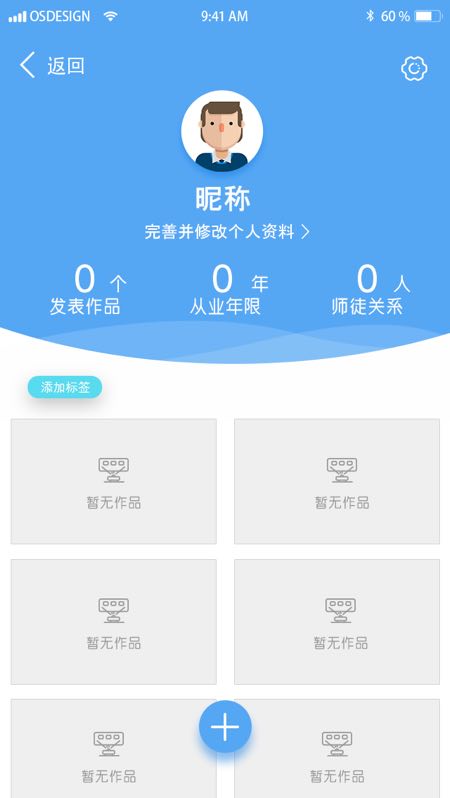 OSDESIGN 9:41 AM 60 %
返回
昵称
完善并修改个人资料
0 个 0 年 0 人
发表作品 从业年限 师徒关系
添加标签
暂无作品 暂无作品
暂无作品 暂无作品
暂无作品 暂无作品